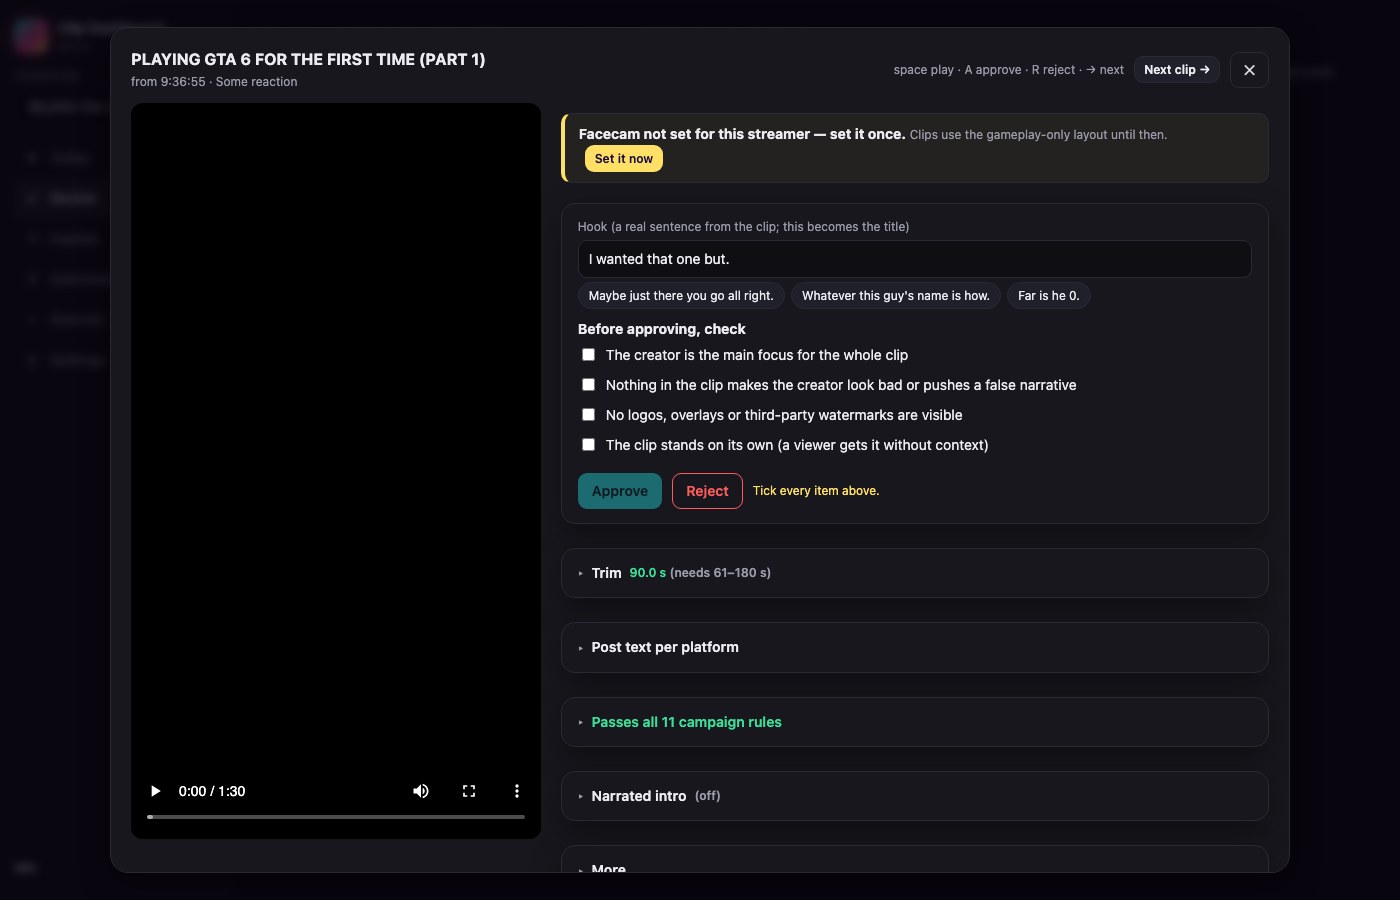 PLAYING GTA 6 FOR THE FIRST TIME (PART 1)
from 9:36:55 · Some reaction
space play · A approve · R reject · → next
Next clip →
Facecam not set for this streamer — set it once. Clips use the gameplay-only layout until then.
Set it now
Hook (a real sentence from the clip; this becomes the title)
I wanted that one but.
Maybe just there you go all right.
Whatever this guy's name is how.
Far is he 0.
Before approving, check
The creator is the main focus for the whole clip
Nothing in the clip makes the creator look bad or pushes a false narrative
No logos, overlays or third-party watermarks are visible
The clip stands on its own (a viewer gets it without context)
Approve
Reject
Tick every item above.
Trim 90.0 s (needs 61–180 s)
Post text per platform
Passes all 11 campaign rules
0:00 / 1:30
Narrated intro (off)
More